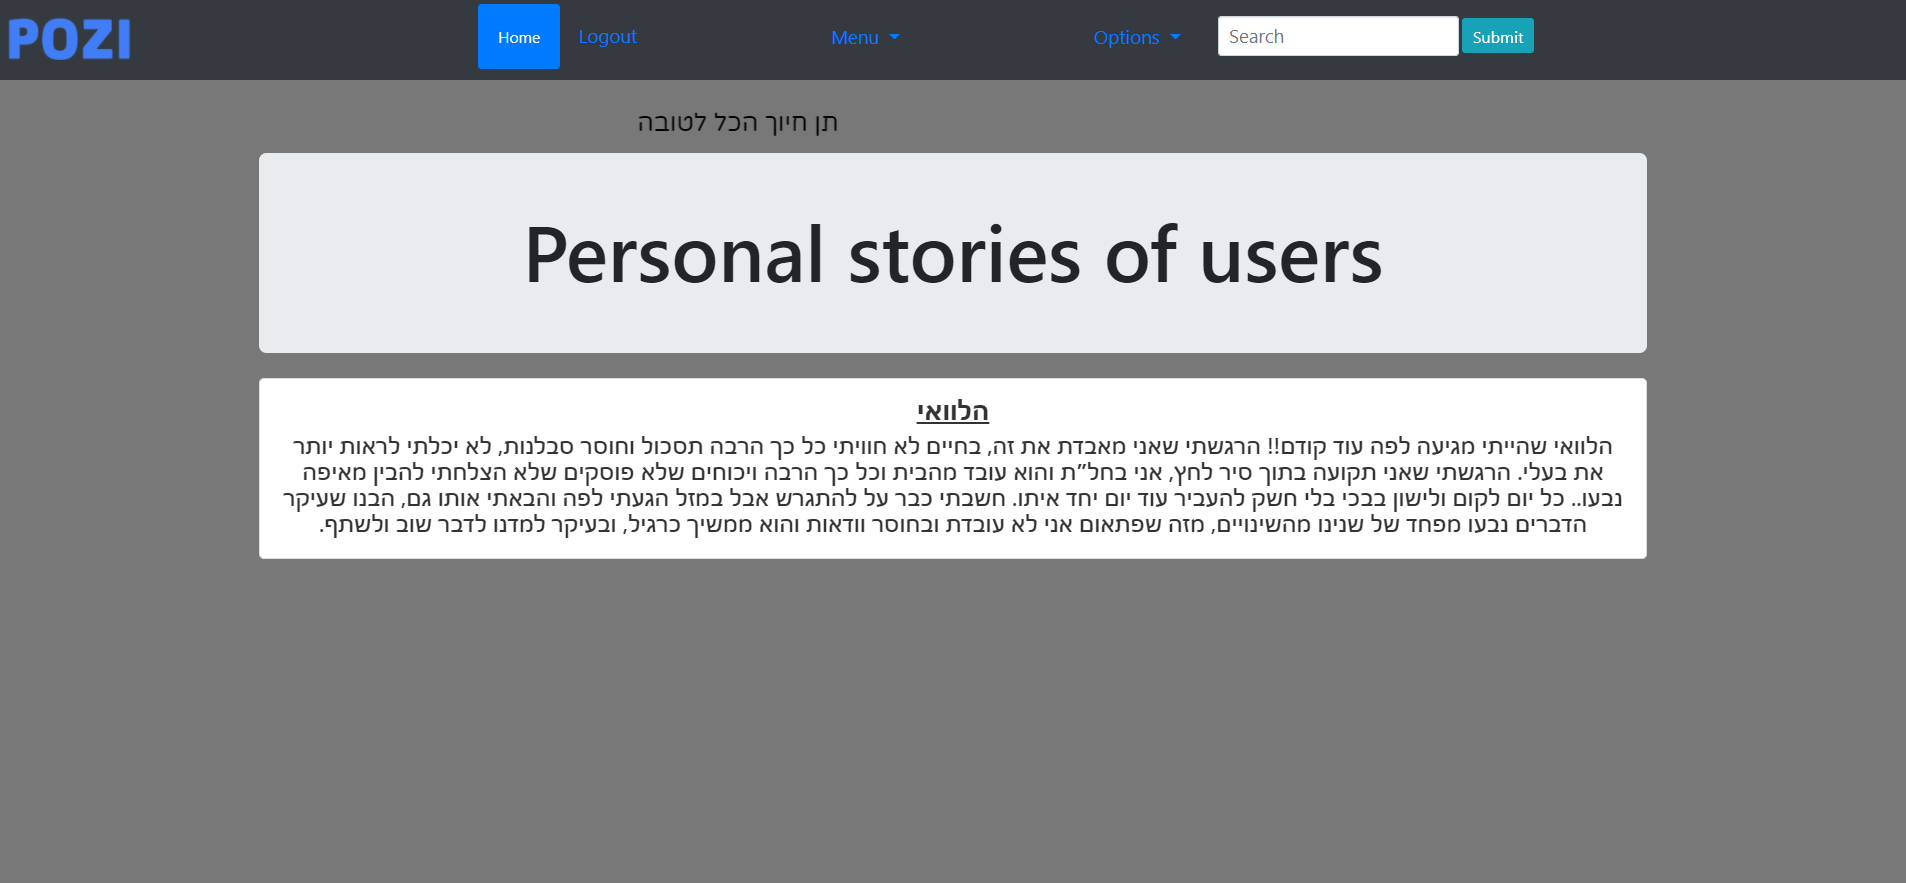 POZI
Home
Logout
Menu
Options
Search
Submit
תן חיוך הכל לטובה
Personal stories of users
הלוואי
הלוואי שהייתי מגיעה לפה עוד קודם!! הרגשתי שאני מאבדת את זה, בחיים לא חוויתי כל כך הרבה תסכול וחוסר סבלנות, לא יכלתי לראות יותר
את בעלי. הרגשתי שאני תקועה בתוך סיר לחץ, אני בחל״ת והוא עובד מהבית וכל כך הרבה ויכוחים שלא פוסקים שלא הצלחתי להבין מאיפה
נבעו.. כל יום לקום ולישון בבכי בלי חשק להעביר עוד יום יחד איתו. חשבתי כבר על להתגרש אבל במזל הגעתי לפה והבאתי אותו גם, הבנו שעיקר
הדברים נבעו מפחד של שנינו מהשינויים, מזה שפתאום אני לא עובדת ובחוסר וודאות והוא ממשיך כרגיל, ובעיקר למדנו לדבר שוב ולשתף.